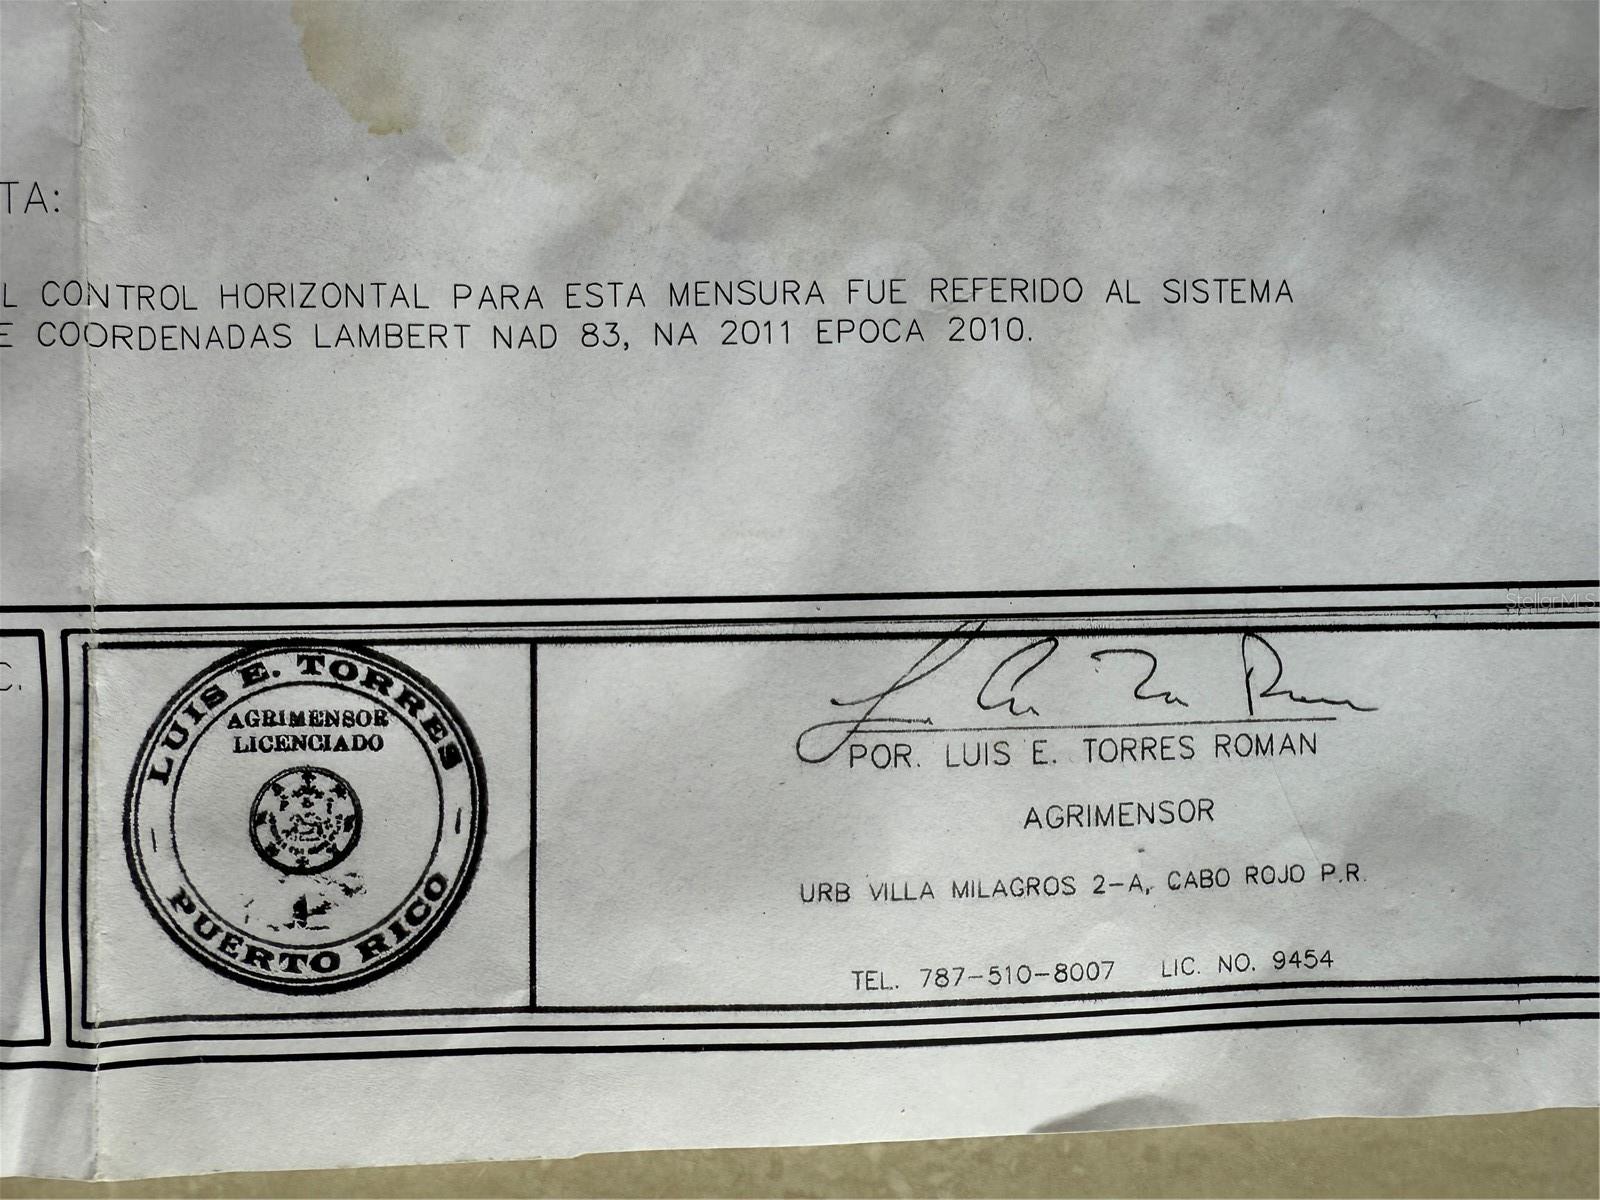 TA:
L CONTROL HORIZONTAL PARA ESTA MENSURA FUE REFERIDO AL SISTEMA
E COORDENADAS LAMBERT NAD 83, NA 2011 EPOCA 2010.
StellarMLS
C.
LUIS E. TORRES
AGRIMENSOR
LICENCIADO
PUERTO RICO
POR. LUIS E. TORRES ROMAN
AGRIMENSOR
URB VILLA MILAGROS 2-A, CABO ROJO P.R.
TEL. 787-510-8007 LIC. NO. 9454